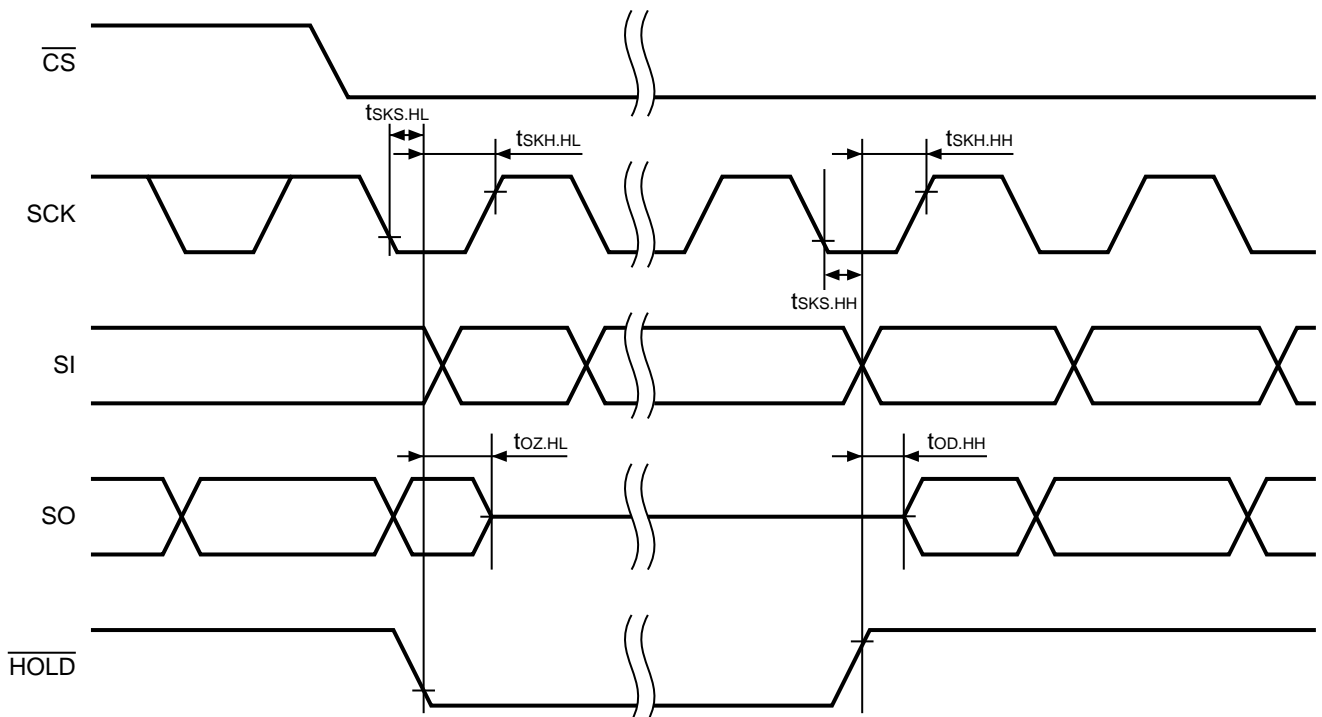 CS
tSKS.HL
tSKH.HL
tSKH.HH
SCK
tSKS.HH
SI
tOZ.HL
tOD.HH
SO
HOLD